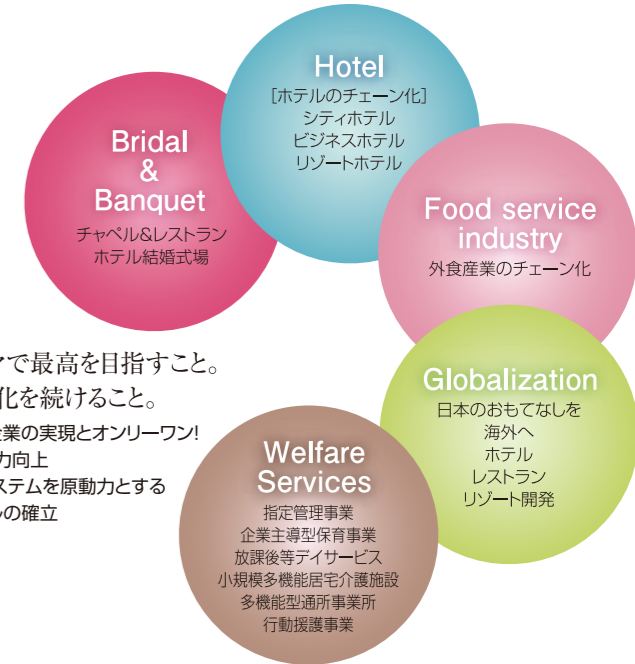 Hotel
[ホテルのチェーン化]
シティホテル
ビジネスホテル
リゾートホテル
Bridal
&
Banquet
チャペル&レストラン
ホテル結婚式場
Food service
industry
外食産業のチェーン化
マで最高を目指すこと。
化を続けること。
企業の実現とオンリーワン!
力向上
ステムを原動力とする
の確立
Globalization
日本のおもてなしを
海外へ
ホテル
レストラン
リゾート開発
Welfare
Services
指定管理事業
企業主導型保育事業
放課後等デイサービス
小規模多機能居宅介護施設
多機能型通所事業所
行動援護事業